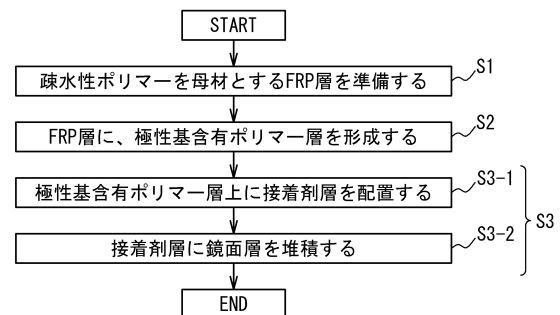 START
疎水性ポリマーを母材とするFRP層を準備する
S1
FRP層に、極性基含有ポリマー層を形成する
S2
極性基含有ポリマー層上に接着剤層を配置する
S3-1
S3
接着剤層に鏡面層を堆積する
S3-2
END